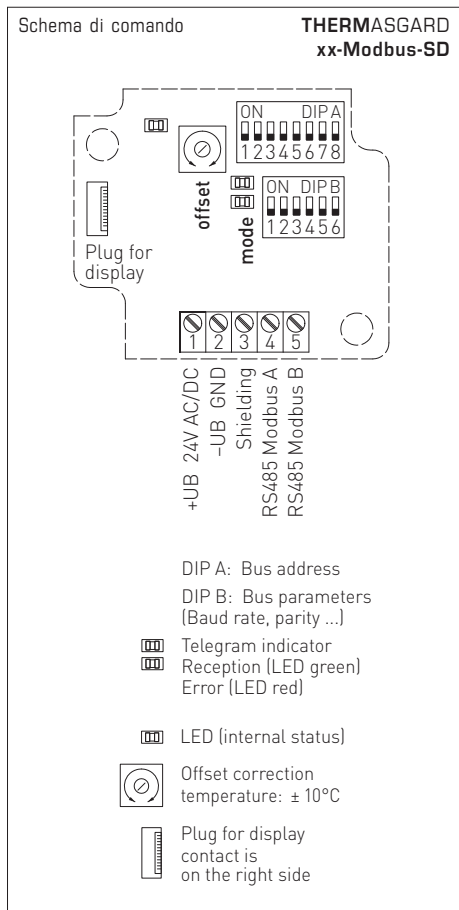 Schema di comando
THERMASGARD
xx-Modbus-SD
ON DIP A
1 2 3 4 5 6 7 8
offset
mode
ON DIP B
1 2 3 4 5 6
Plug for
display
1 2 3 4 5
+UB 24V AC/DC
–UB GND
Shielding
RS485 Modbus A
RS485 Modbus B
DIP A: Bus address
DIP B: Bus parameters
(Baud rate, parity ...)
Telegram indicator
Reception (LED green)
Error (LED red)
LED (internal status)
Offset correction
temperature: ± 10°C
Plug for display
contact is
on the right side